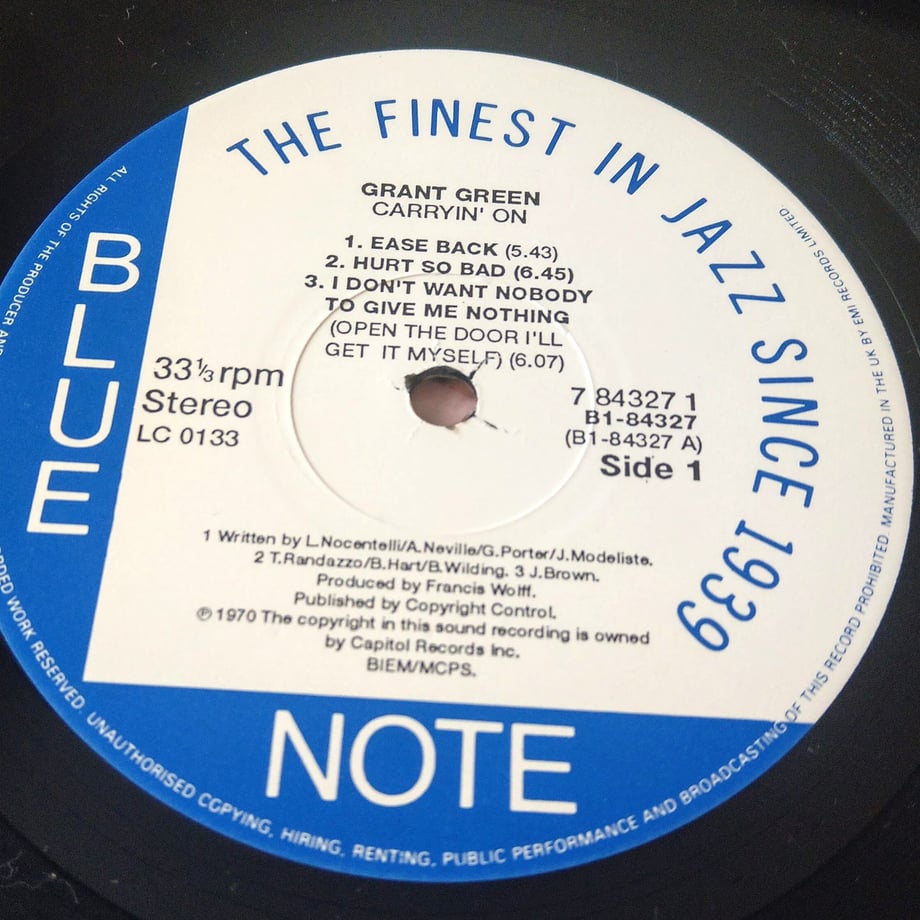 THE FINEST IN JAZZ SINCE 1939
GRANT GREEN
CARRYIN' ON
1. EASE BACK (5.43)
2. HURT SO BAD (6.45)
3. I DON'T WANT NOBODY
TO GIVE ME NOTHING
(OPEN THE DOOR I'LL
GET IT MYSELF) (6.07)
33⅓ rpm
Stereo
LC 0133
7 84327 1
B1-84327
(B1-84327 A)
Side 1
1 Written by L.Nocentelli/A.Neville/G.Porter/J.Modeliste.
2 T.Randazzo/B.Hart/B.Wilding. 3 J.Brown.
Produced by Francis Wolff.
Published by Copyright Control.
℗ 1970 The copyright in this sound recording is owned
by Capitol Records Inc.
BIEM/MCPS.
BLUE
NOTE
ALL RIGHTS OF THE PRODUCER AND
WORK RESERVED. UNAUTHORISED COPYING, HIRING, RENTING, PUBLIC PERFORMANCE AND BROADCASTING OF THIS RECORD PROHIBITED. MANUFACTURED IN THE UK BY EMI RECORDS LIMITED.